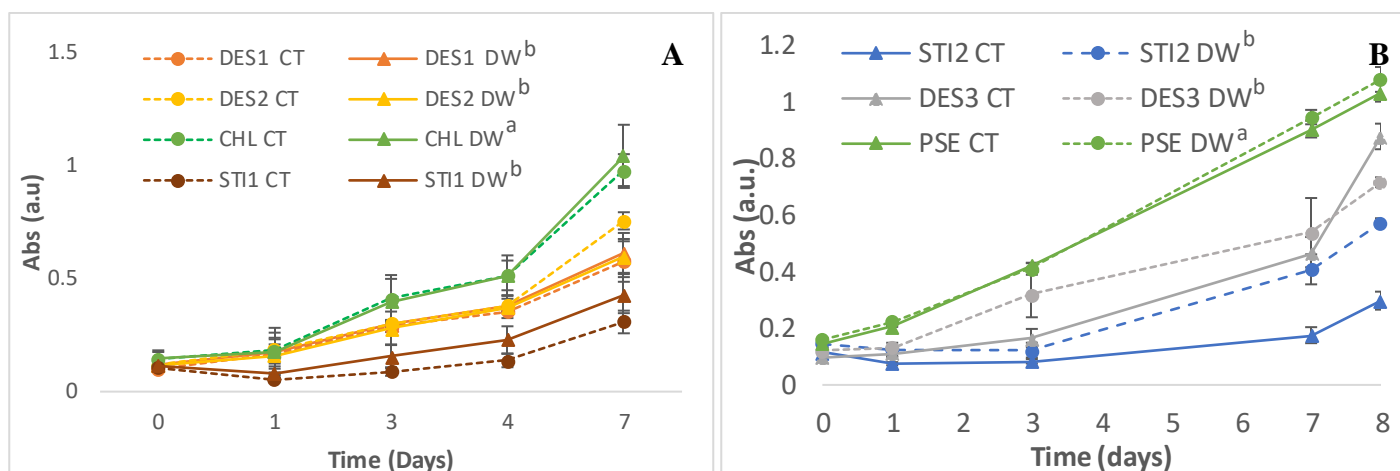 A
Abs (a.u)
1.5
1
0.5
0
DES1 CT
DES1 DWb
DES2 CT
DES2 DWb
CHL CT
CHL DWa
STI1 CT
STI1 DWb
0 1 3 4 7
Time (Days)
B
Abs (a.u.)
1.2
1
0.8
0.6
0.4
0.2
0
STI2 CT
STI2 DWb
DES3 CT
DES3 DWb
PSE CT
PSE DWa
0 1 2 3 4 5 6 7 8
Time (days)